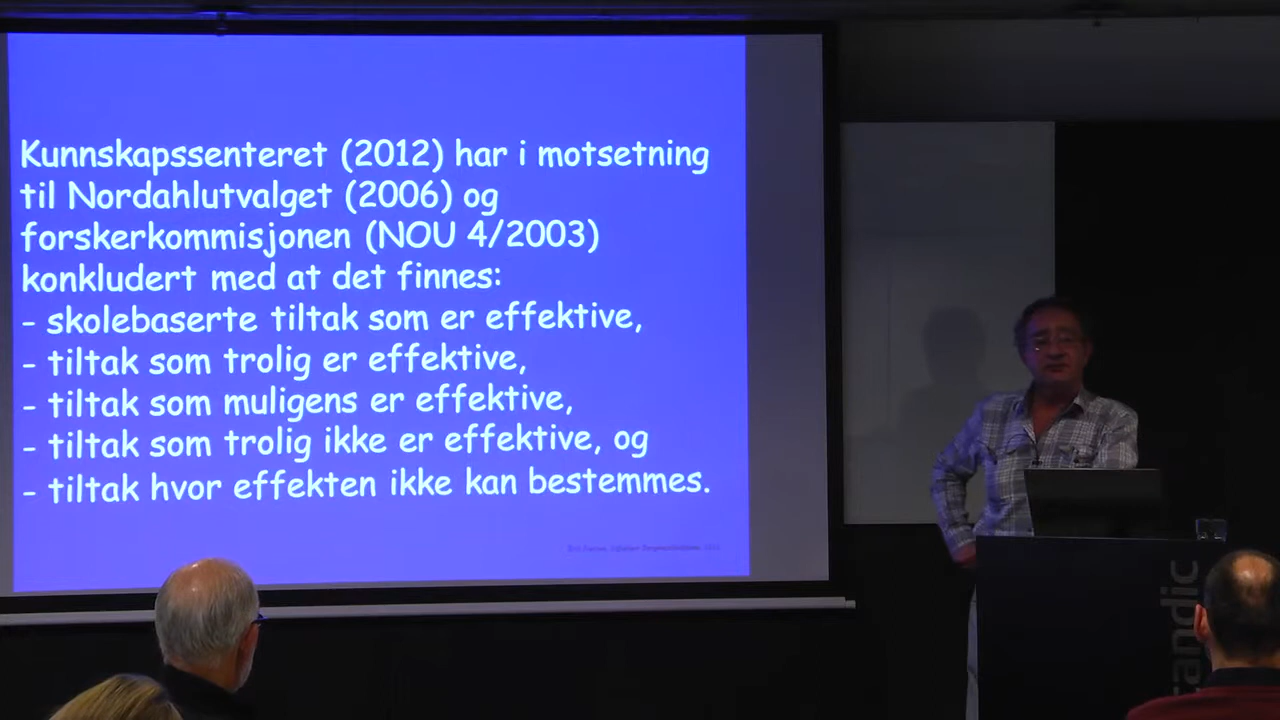 Kunnskapssenteret (2012) har i motsetning
til Nordahlutvalget (2006) og
forskerkommisjonen (NOU 4/2003)
konkludert med at det finnes:
- skolebaserte tiltak som er effektive,
- tiltak som trolig er effektive,
- tiltak som muligens er effektive,
- tiltak som trolig ikke er effektive, og
- tiltak hvor effekten ikke kan bestemmes.
andic